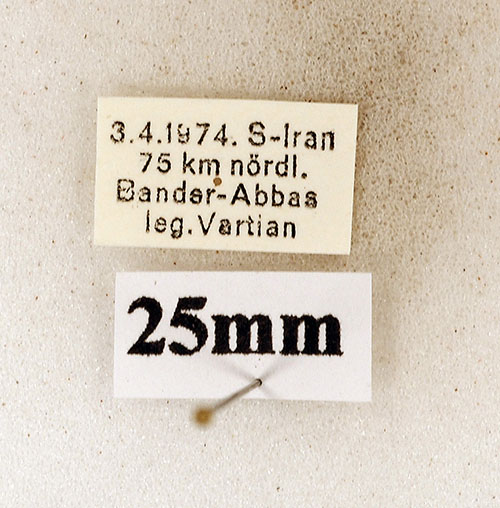 3.4.1974. S-Iran
75 km nördl.
Bander-Abbas
leg. Vartian
25mm